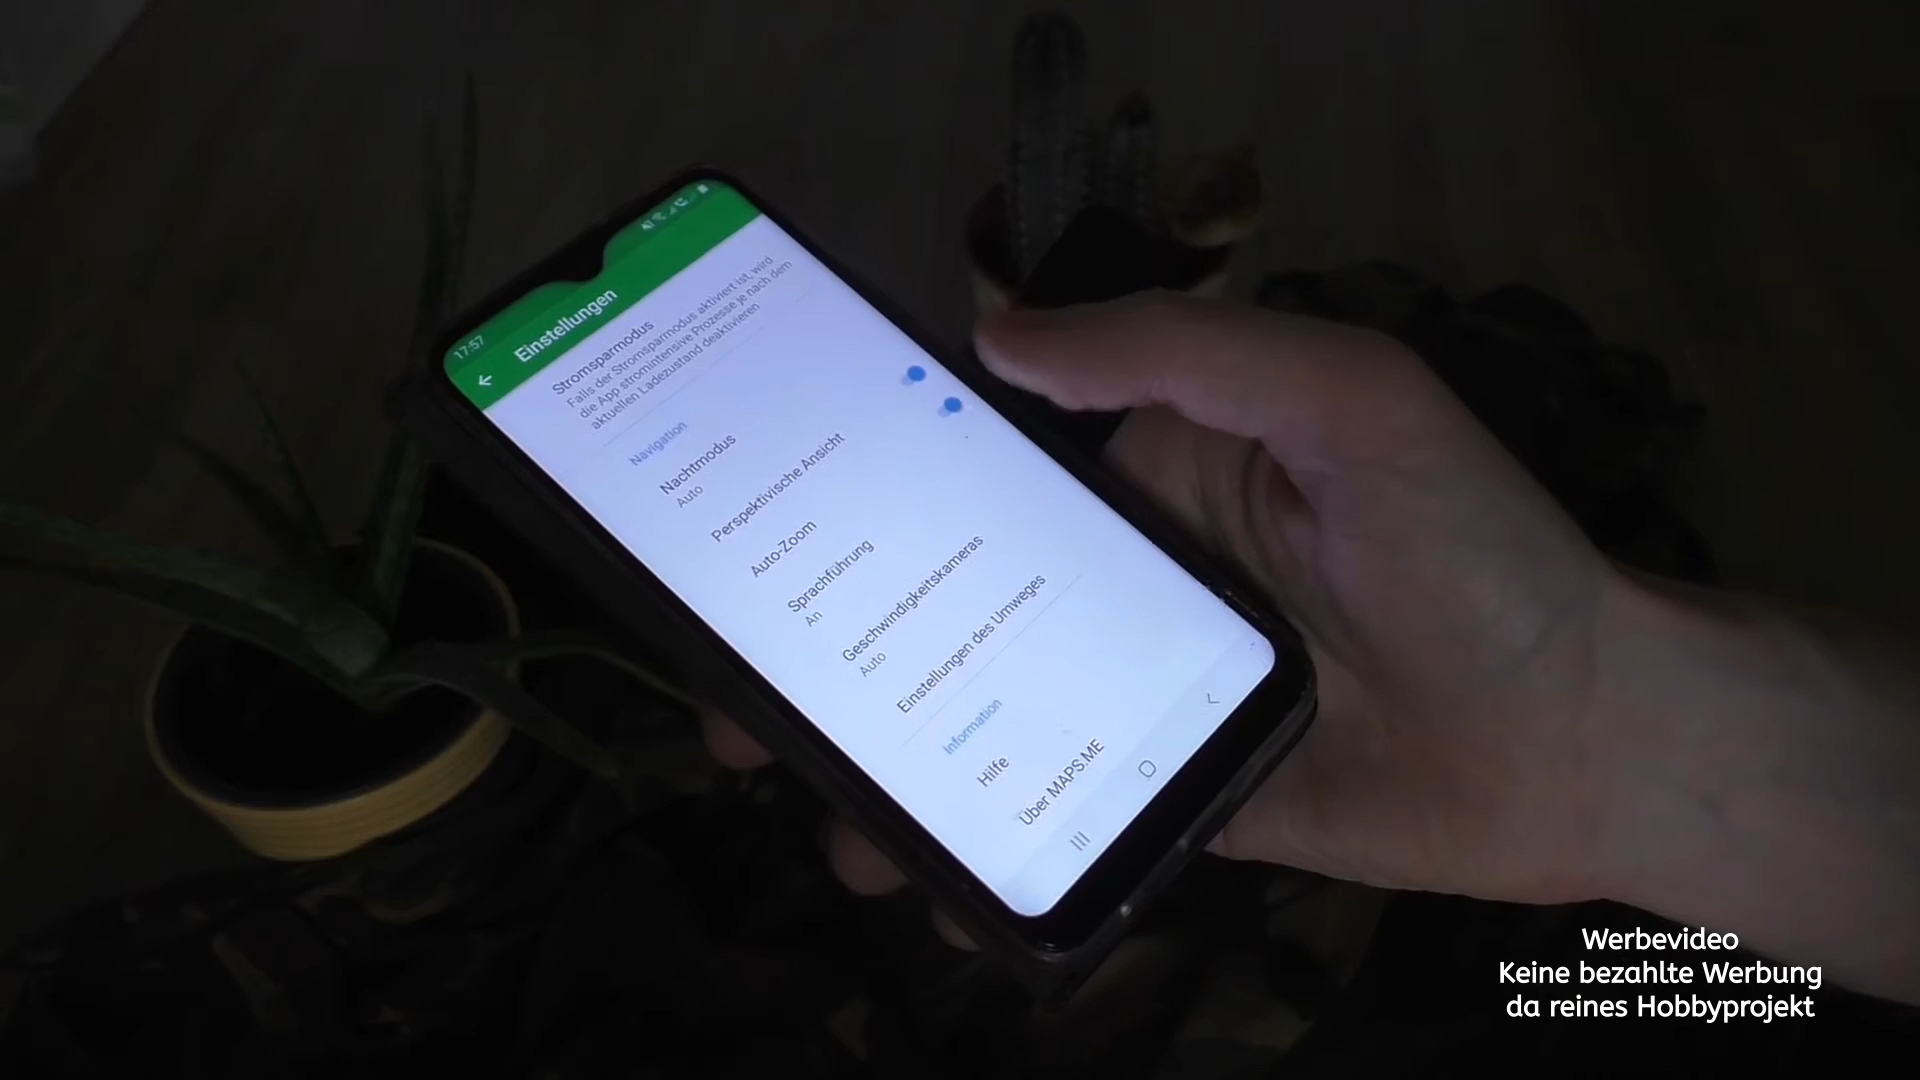 17:57
Einstellungen
Stromsparmodus
Falls der Stromsparmodus aktiviert ist, wird
die App stromintensive Prozesse je nach dem
aktuellen Ladezustand deaktivieren
Navigation
Nachtmodus
Auto
Perspektivische Ansicht
Auto-Zoom
Sprachführung
An
Geschwindigkeitskameras
Auto
Einstellungen des Umweges
Information
Hilfe
Über MAPS.ME
Werbevideo
Keine bezahlte Werbung
da reines Hobbyprojekt